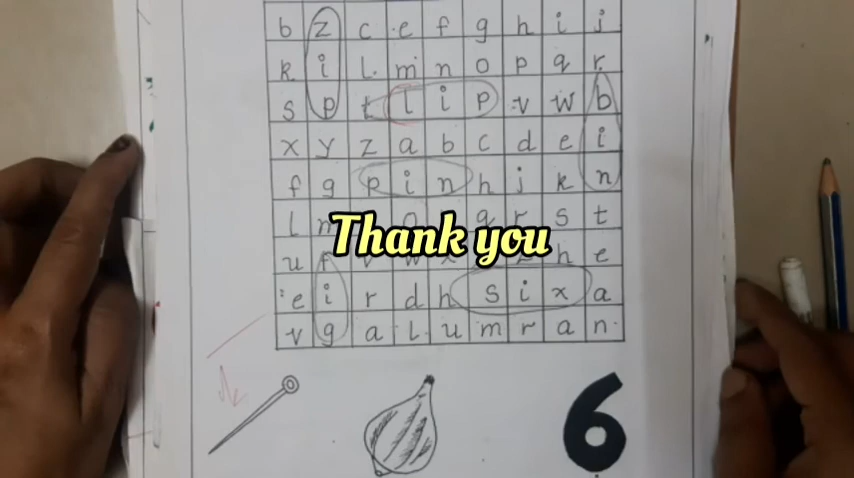 b z c e f g h i j
k i l m n o p q r
s p t l i p v w b
x y z a b c d e i
f g p i n h j k n
l m o q r s t
Thank you
u f v w x h e
e i r d h s i x a
v g a l u m r a n
6